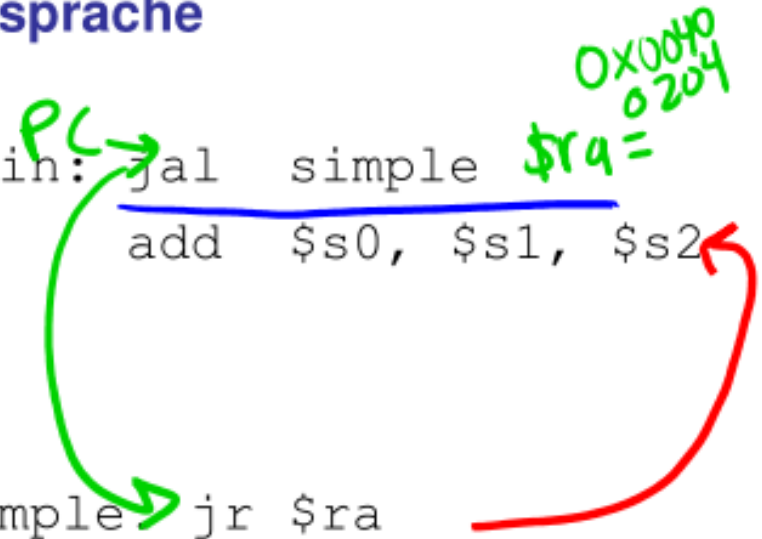 sprache
0x0040
0204
PC
in: jal simple $ra =
add $s0, $s1, $s2
mple: jr $ra